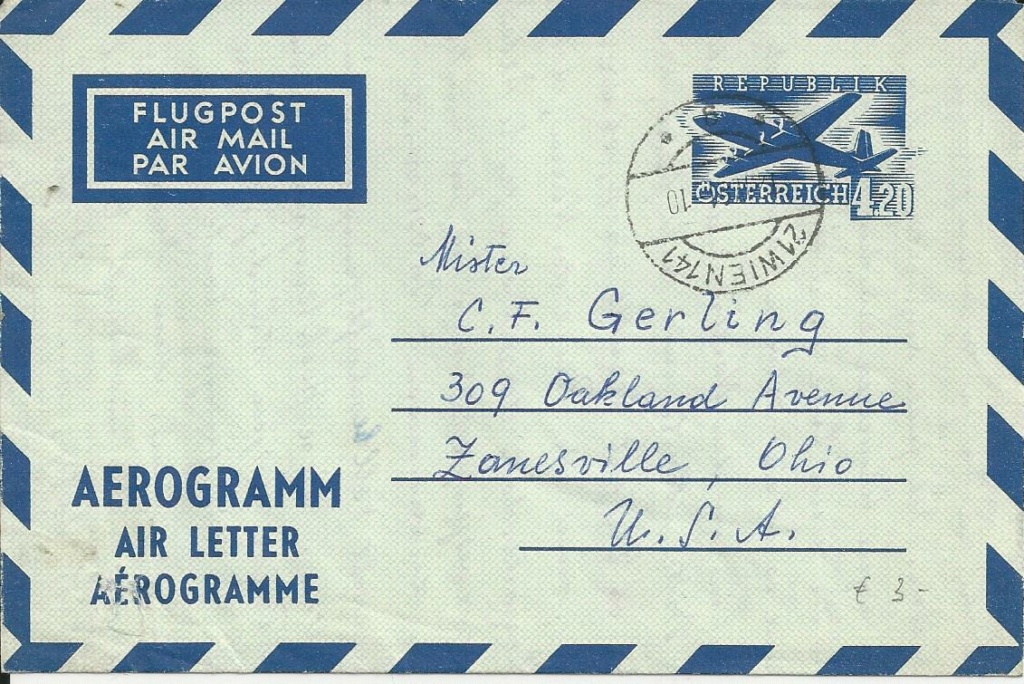 FLUGPOST
AIR MAIL
PAR AVION
REPUBLIK
ÖSTERREICH 4.20
21 WIEN 141
Mister
C. F. Gerling
309 Oakland Avenue
Zanesville, Ohio
U. S. A.
AEROGRAMM
AIR LETTER
AÉROGRAMME
€ 3-